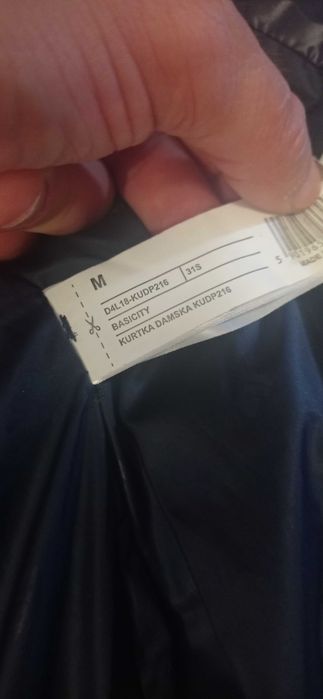 M
D4L18-KUDP216 31S
BASICITY
KURTKA DAMSKA KUDP216